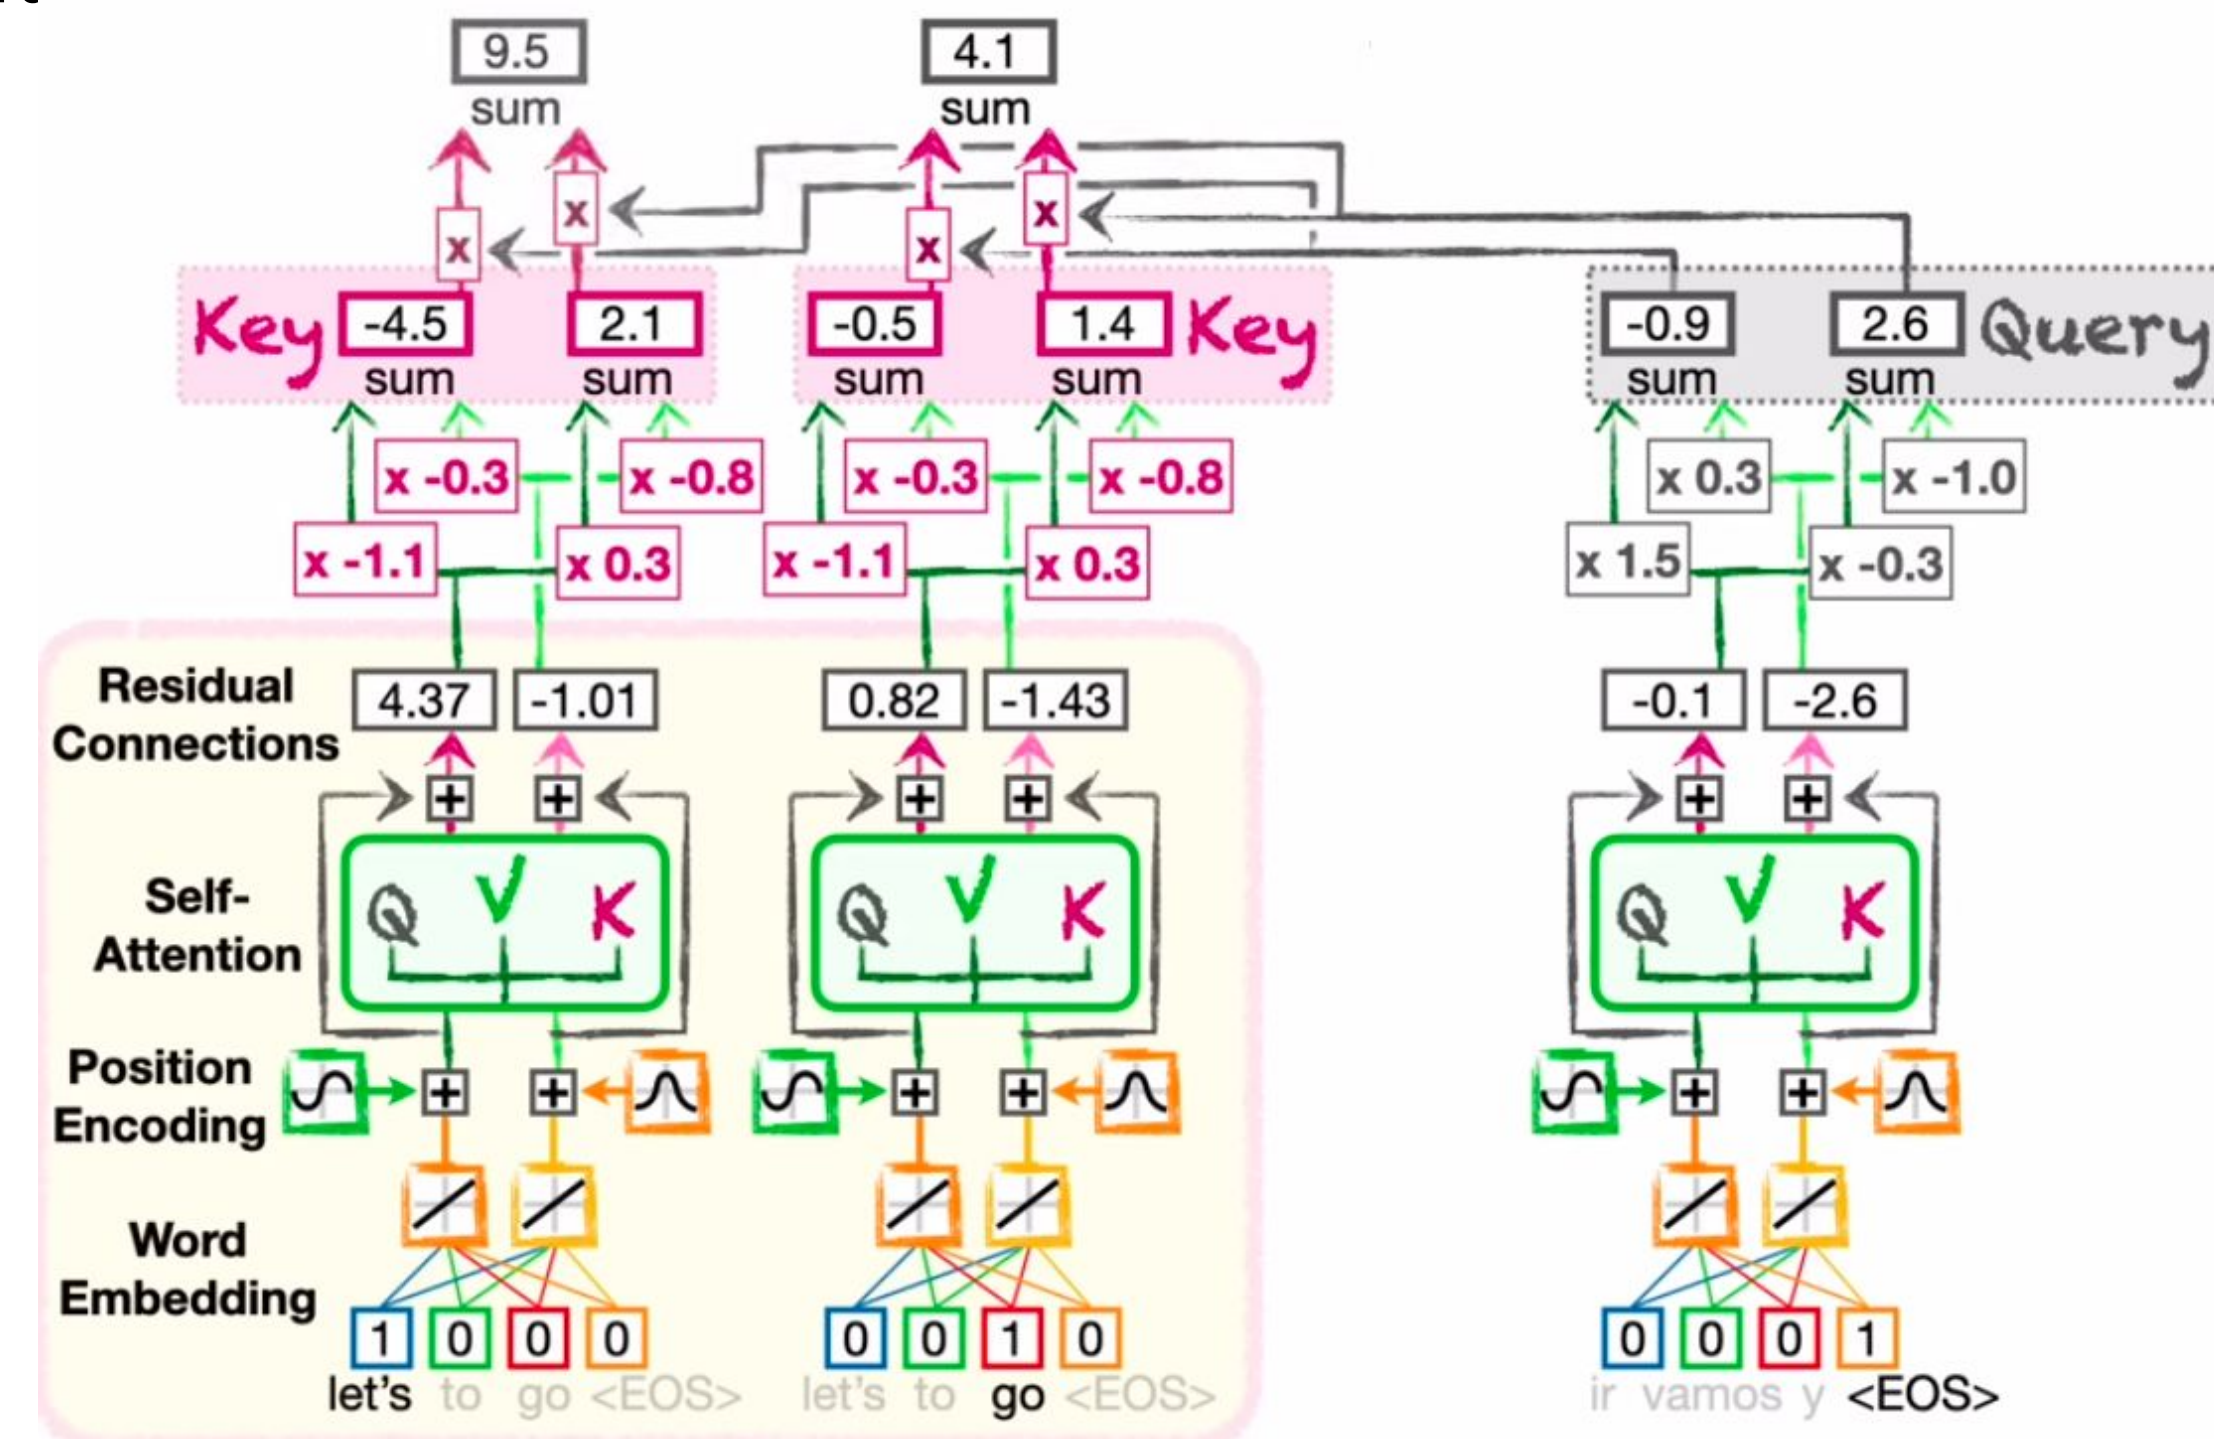 9.5 4.1
sum sum
x x
x x
Key -4.5 2.1 -0.5 1.4 Key -0.9 2.6 Query
sum sum sum sum sum sum
x -0.3 x -0.8 x -0.3 x -0.8 x 0.3 x -1.0
x -1.1 x 0.3 x -1.1 x 0.3 x 1.5 x -0.3
Residual
Connections
4.37 -1.01 0.82 -1.43 -0.1 -2.6
+ + + + + +
Self-
Attention
Q V K Q V K Q V K
Position
Encoding
+ + + + + +
Word
Embedding
1 0 0 0 0 0 1 0 0 0 0 1
let's to go <EOS> let's to go <EOS> ir vamos y <EOS>